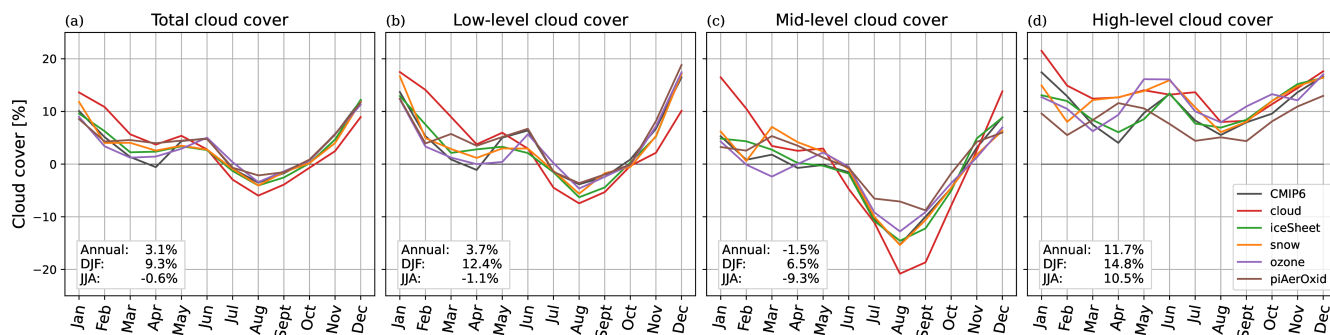 (a) Total cloud cover
(b) Low-level cloud cover
(c) Mid-level cloud cover
(d) High-level cloud cover
Cloud cover [%]
20
10
0
−10
−20
Annual: 3.1%
DJF: 9.3%
JJA: -0.6%
Annual: 3.7%
DJF: 12.4%
JJA: -1.1%
Annual: -1.5%
DJF: 6.5%
JJA: -9.3%
Annual: 11.7%
DJF: 14.8%
JJA: 10.5%
CMIP6
cloud
iceSheet
snow
ozone
piAerOxid
Jan Feb Mar Apr May Jun Jul Aug Sept Oct Nov Dec
Jan Feb Mar Apr May Jun Jul Aug Sept Oct Nov Dec
Jan Feb Mar Apr May Jun Jul Aug Sept Oct Nov Dec
Jan Feb Mar Apr May Jun Jul Aug Sept Oct Nov Dec